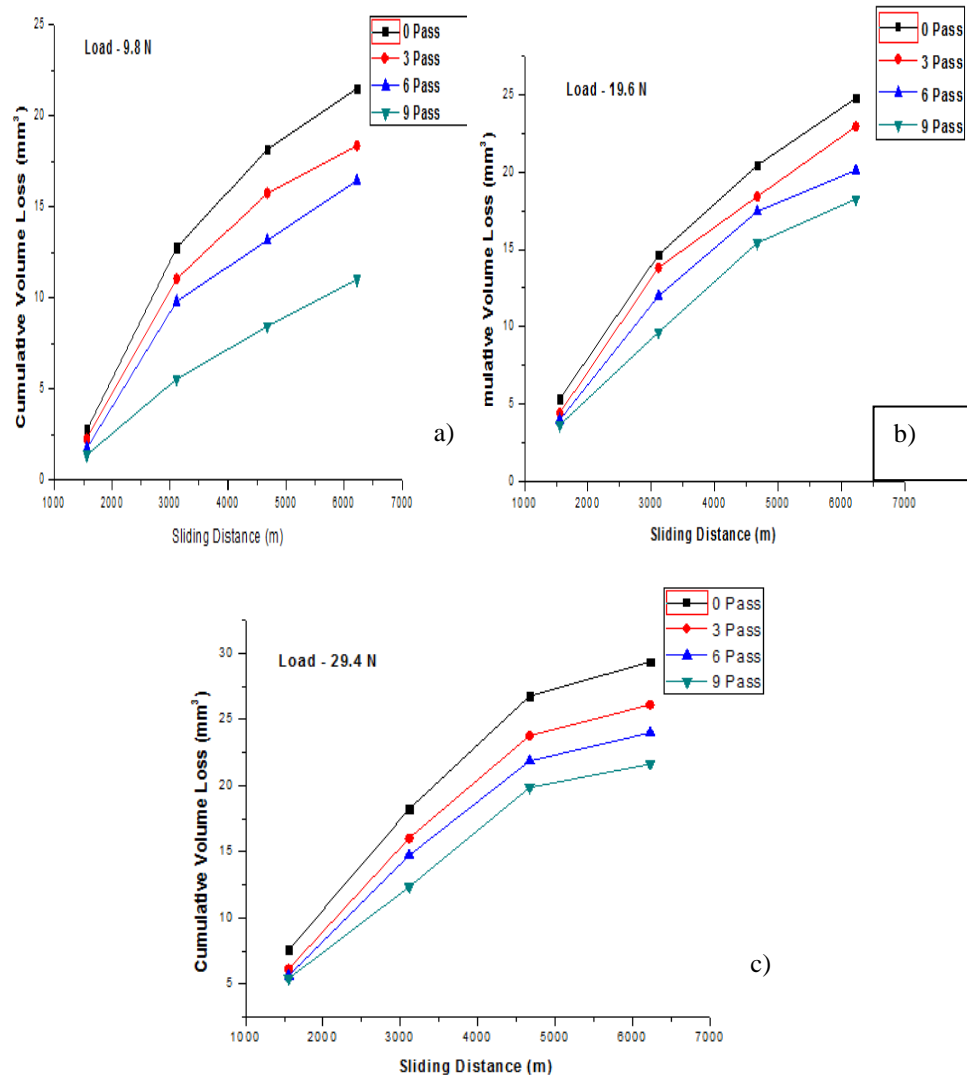 a)
Load - 9.8 N
0 Pass
3 Pass
6 Pass
9 Pass
25
20
15
10
5
0
Cumulative Volume Loss (mm³)
1000 2000 3000 4000 5000 6000 7000
Sliding Distance (m)
b)
Load - 19.6 N
0 Pass
3 Pass
6 Pass
9 Pass
25
20
15
10
5
0
mulative Volume Loss (mm³)
1000 2000 3000 4000 5000 6000 7000
Sliding Distance (m)
c)
Load - 29.4 N
0 Pass
3 Pass
6 Pass
9 Pass
30
25
20
15
10
5
Cumulative Volume Loss (mm³)
1000 2000 3000 4000 5000 6000 7000
Sliding Distance (m)